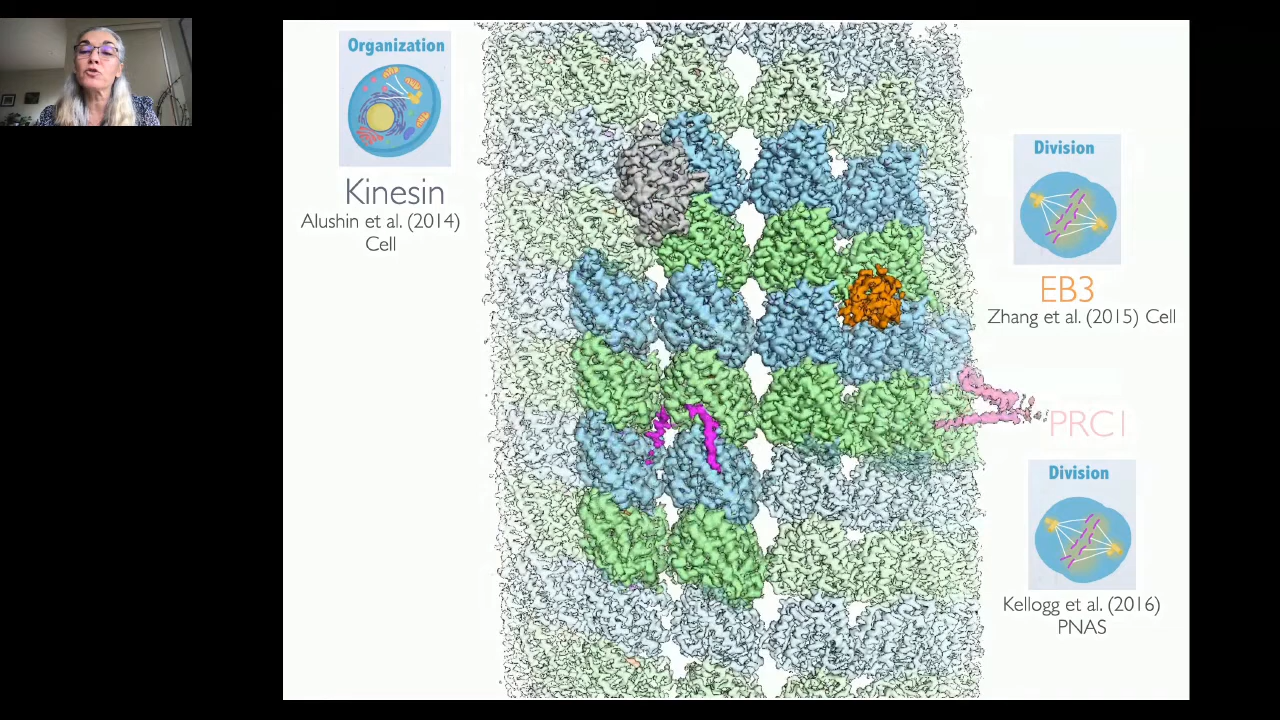 Organization
Kinesin
Alushin et al. (2014)
Cell
Division
EB3
Zhang et al. (2015) Cell
PRC1
Division
Kellogg et al. (2016)
PNAS